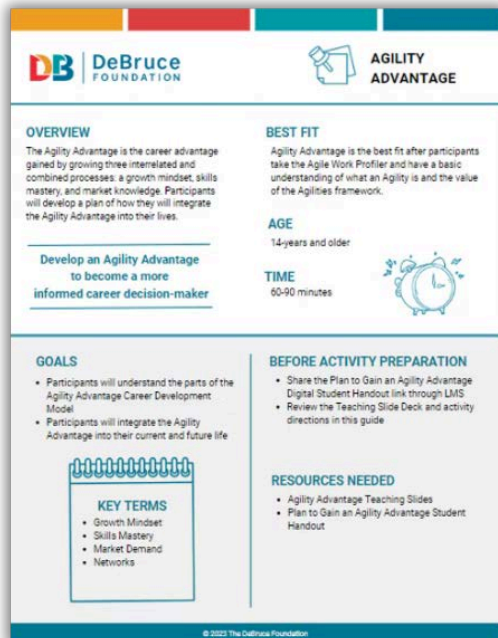 DB DeBruce
FOUNDATION
AGILITY
ADVANTAGE
OVERVIEW
The Agility Advantage is the career advantage
gained by growing three interrelated and
combined processes: a growth mindset, skills
mastery, and market knowledge. Participants
will develop a plan of how they will integrate
the Agility Advantage into their lives.
Develop an Agility Advantage
to become a more
informed career decision-maker
BEST FIT
Agility Advantage is the best fit after participants
take the Agile Work Profiler and have a basic
understanding of what an Agility is and the value
of the Agilities framework.
AGE
14-years and older
TIME
60-90 minutes
GOALS
• Participants will understand the parts of the
Agility Advantage Career Development
Model
• Participants will integrate the Agility
Advantage into their current and future life
KEY TERMS
• Growth Mindset
• Skills Mastery
• Market Demand
• Networks
BEFORE ACTIVITY PREPARATION
• Share the Plan to Gain an Agility Advantage
Digital Student Handout link through LMS
• Review the Teaching Slide Deck and activity
directions in this guide
RESOURCES NEEDED
• Agility Advantage Teaching Slides
• Plan to Gain an Agility Advantage Student
Handout
© 2023 The DeBruce Foundation